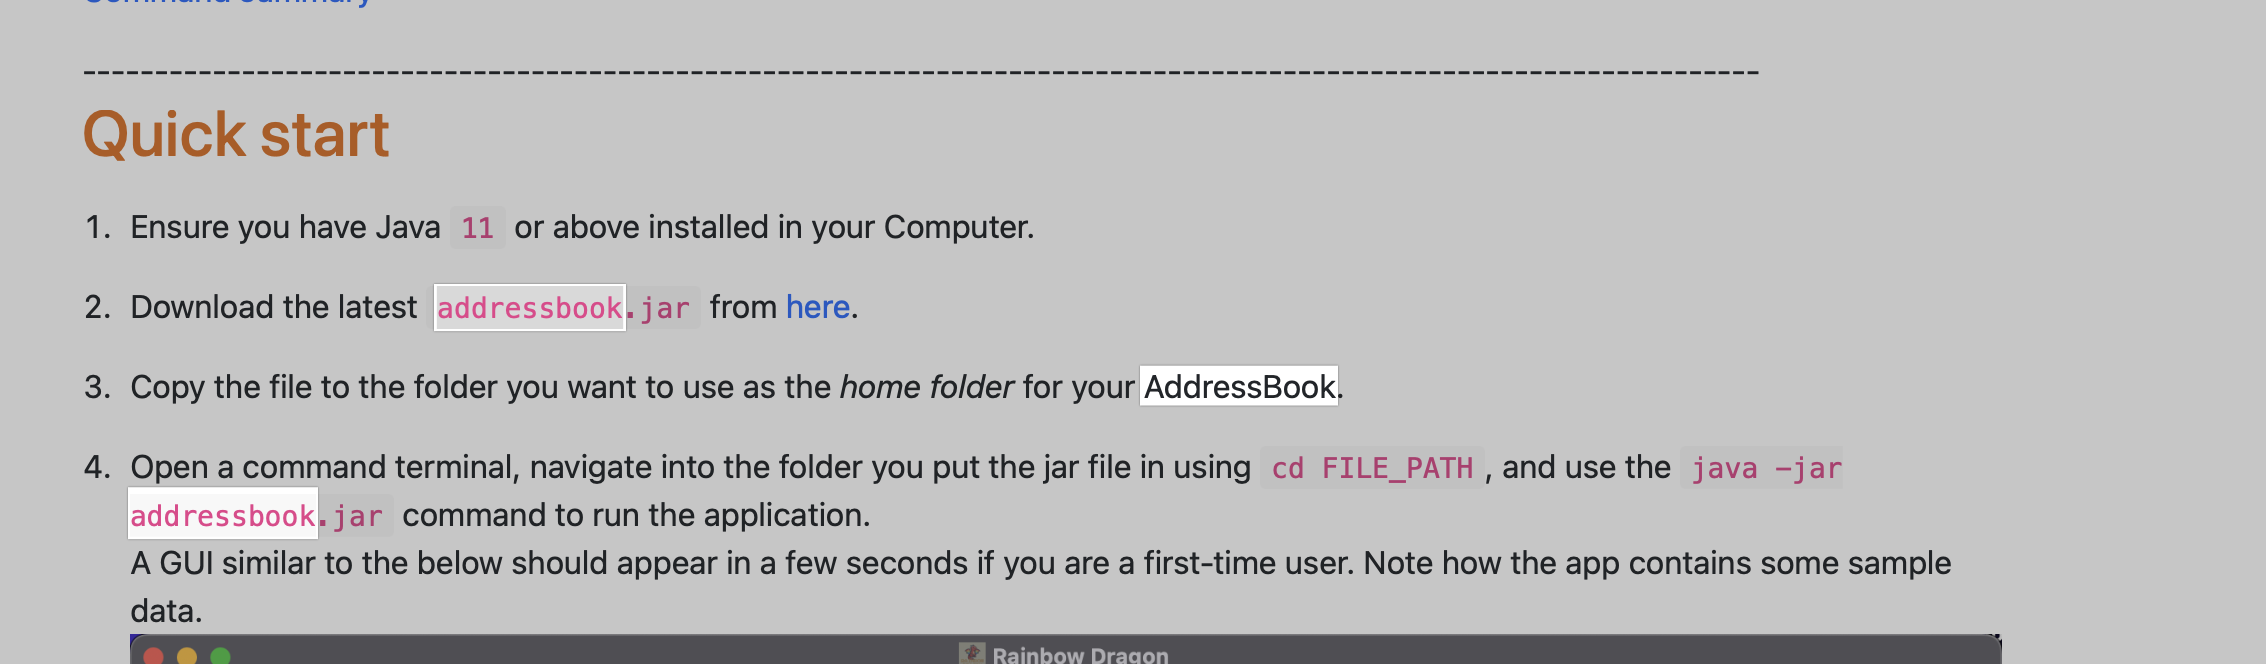 Command summary
Quick start
1. Ensure you have Java 11 or above installed in your Computer.
2. Download the latest addressbook.jar from here.
3. Copy the file to the folder you want to use as the home folder for your AddressBook.
4. Open a command terminal, navigate into the folder you put the jar file in using cd FILE_PATH, and use the java -jar
addressbook.jar command to run the application.
A GUI similar to the below should appear in a few seconds if you are a first-time user. Note how the app contains some sample
data.
Rainbow Dragon